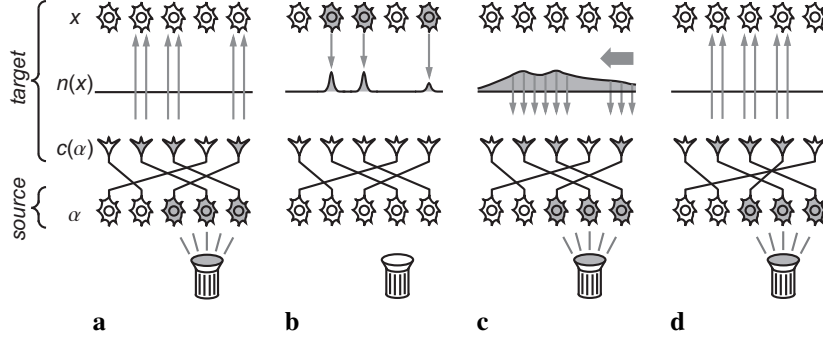 target
x
n(x)
c(α)
source
α
a b c d